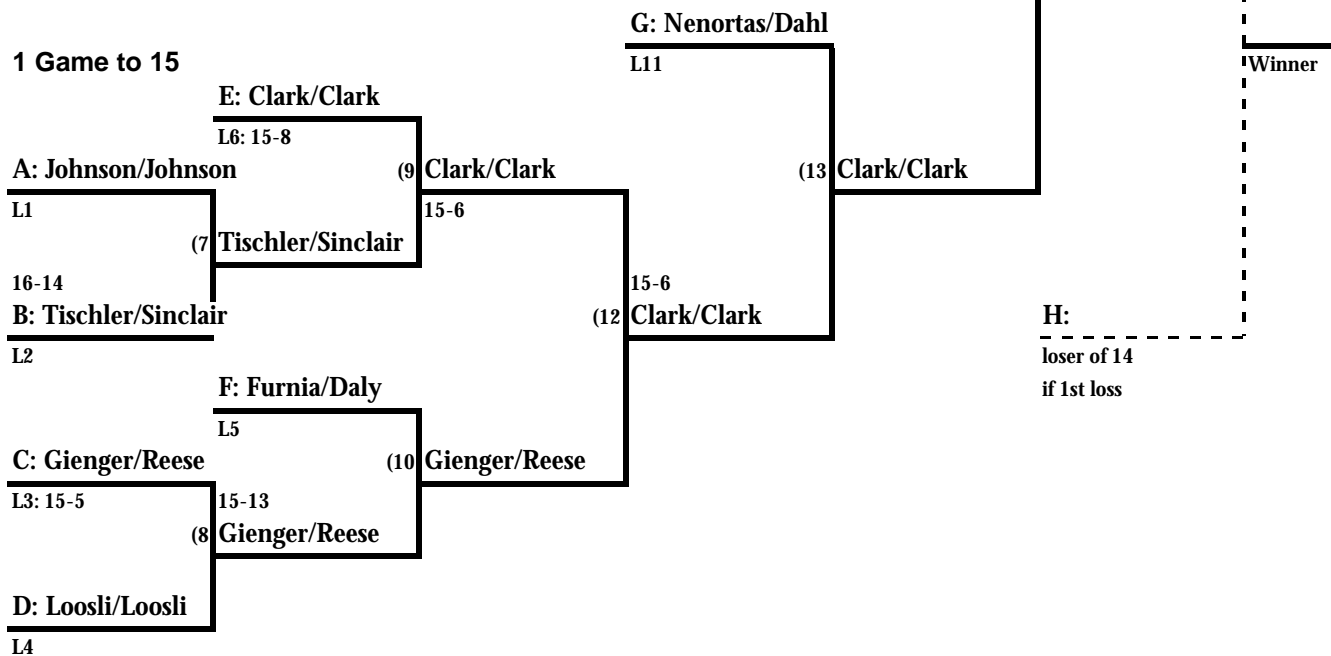 G: Nenortas/Dahl
1 Game to 15
L11
Winner
E: Clark/Clark
L6: 15-8
A: Johnson/Johnson
(9 Clark/Clark
(13 Clark/Clark
L1
15-6
(7 Tischler/Sinclair
16-14
15-6
B: Tischler/Sinclair
(12 Clark/Clark
H:
L2
loser of 14
if 1st loss
F: Furnia/Daly
L5
C: Gienger/Reese
(10 Gienger/Reese
L3: 15-5
15-13
(8 Gienger/Reese
D: Loosli/Loosli
L4